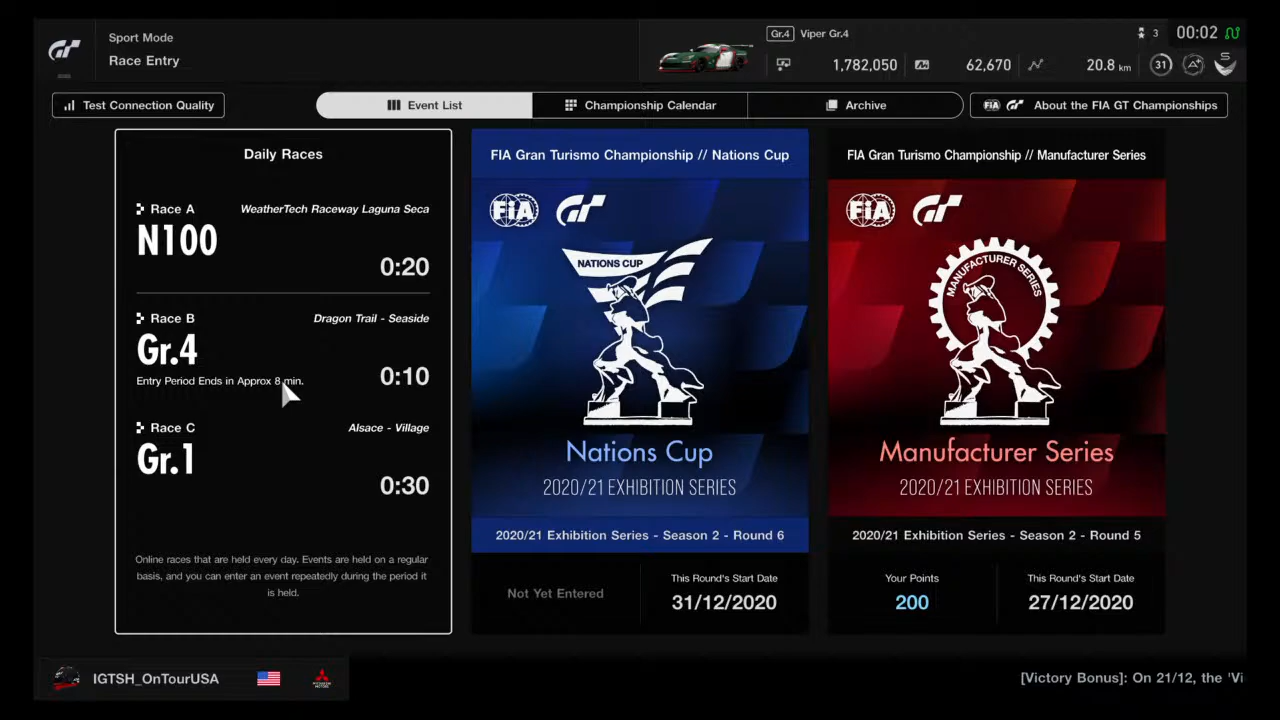 Sport Mode
Race Entry
Gr.4 Viper Gr.4
3 00:02
1,782,050 62,670 20.8 km 31 S
Test Connection Quality
Event List
Championship Calendar
Archive
FIA GT About the FIA GT Championships
Daily Races
Race A WeatherTech Raceway Laguna Seca
N100
0:20
Race B Dragon Trail - Seaside
Gr.4
Entry Period Ends in Approx 8 min.
0:10
Race C Alsace - Village
Gr.1
0:30
Online races that are held every day. Events are held on a regular
basis, and you can enter an event repeatedly during the period it
is held.
FIA Gran Turismo Championship // Nations Cup
FIA GT
NATIONS CUP
Nations Cup
2020/21 EXHIBITION SERIES
2020/21 Exhibition Series - Season 2 - Round 6
Not Yet Entered
This Round's Start Date
31/12/2020
FIA Gran Turismo Championship // Manufacturer Series
FIA GT
MANUFACTURER SERIES
Manufacturer Series
2020/21 EXHIBITION SERIES
2020/21 Exhibition Series - Season 2 - Round 5
Your Points
200
This Round's Start Date
27/12/2020
IGTSH_OnTourUSA
[Victory Bonus]: On 21/12, the 'Vi